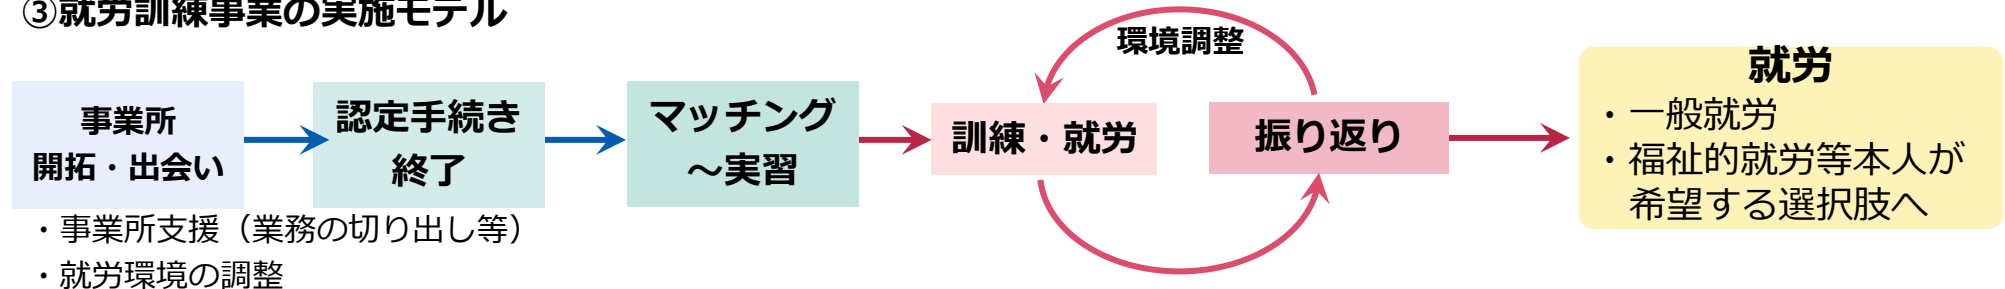 ③就労訓練事業の実施モデル
事業所
開拓・出会い
・事業所支援（業務の切り出し等）
・就労環境の調整
認定手続き
終了
マッチング
～実習
環境調整
訓練・就労
振り返り
就労
・一般就労
・福祉的就労等本人が
希望する選択肢へ